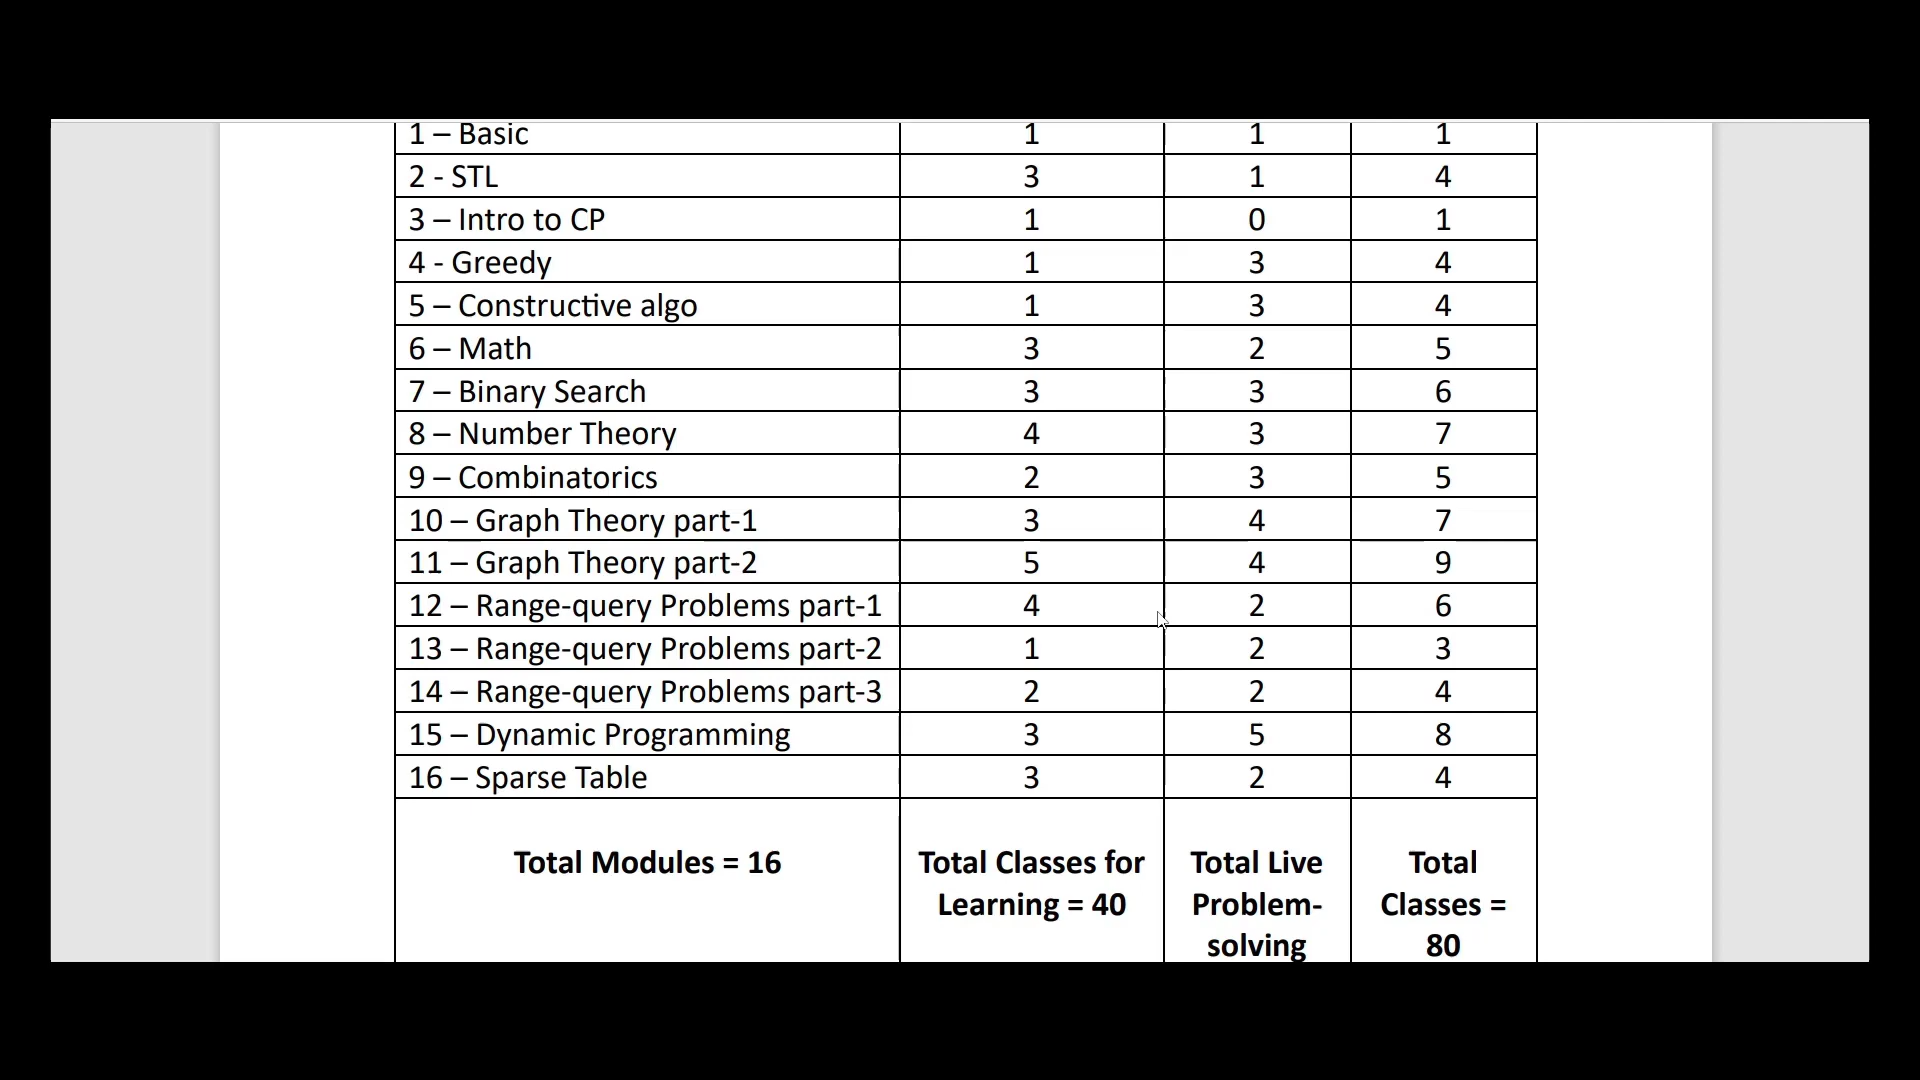 1 – Basic 1 1 1
2 - STL 3 1 4
3 – Intro to CP 1 0 1
4 - Greedy 1 3 4
5 – Constructive algo 1 3 4
6 – Math 3 2 5
7 – Binary Search 3 3 6
8 – Number Theory 4 3 7
9 – Combinatorics 2 3 5
10 – Graph Theory part-1 3 4 7
11 – Graph Theory part-2 5 4 9
12 – Range-query Problems part-1 4 2 6
13 – Range-query Problems part-2 1 2 3
14 – Range-query Problems part-3 2 2 4
15 – Dynamic Programming 3 5 8
16 – Sparse Table 3 2 4
Total Modules = 16
Total Classes for
Learning = 40
Total Live
Problem-
solving
Total
Classes =
80